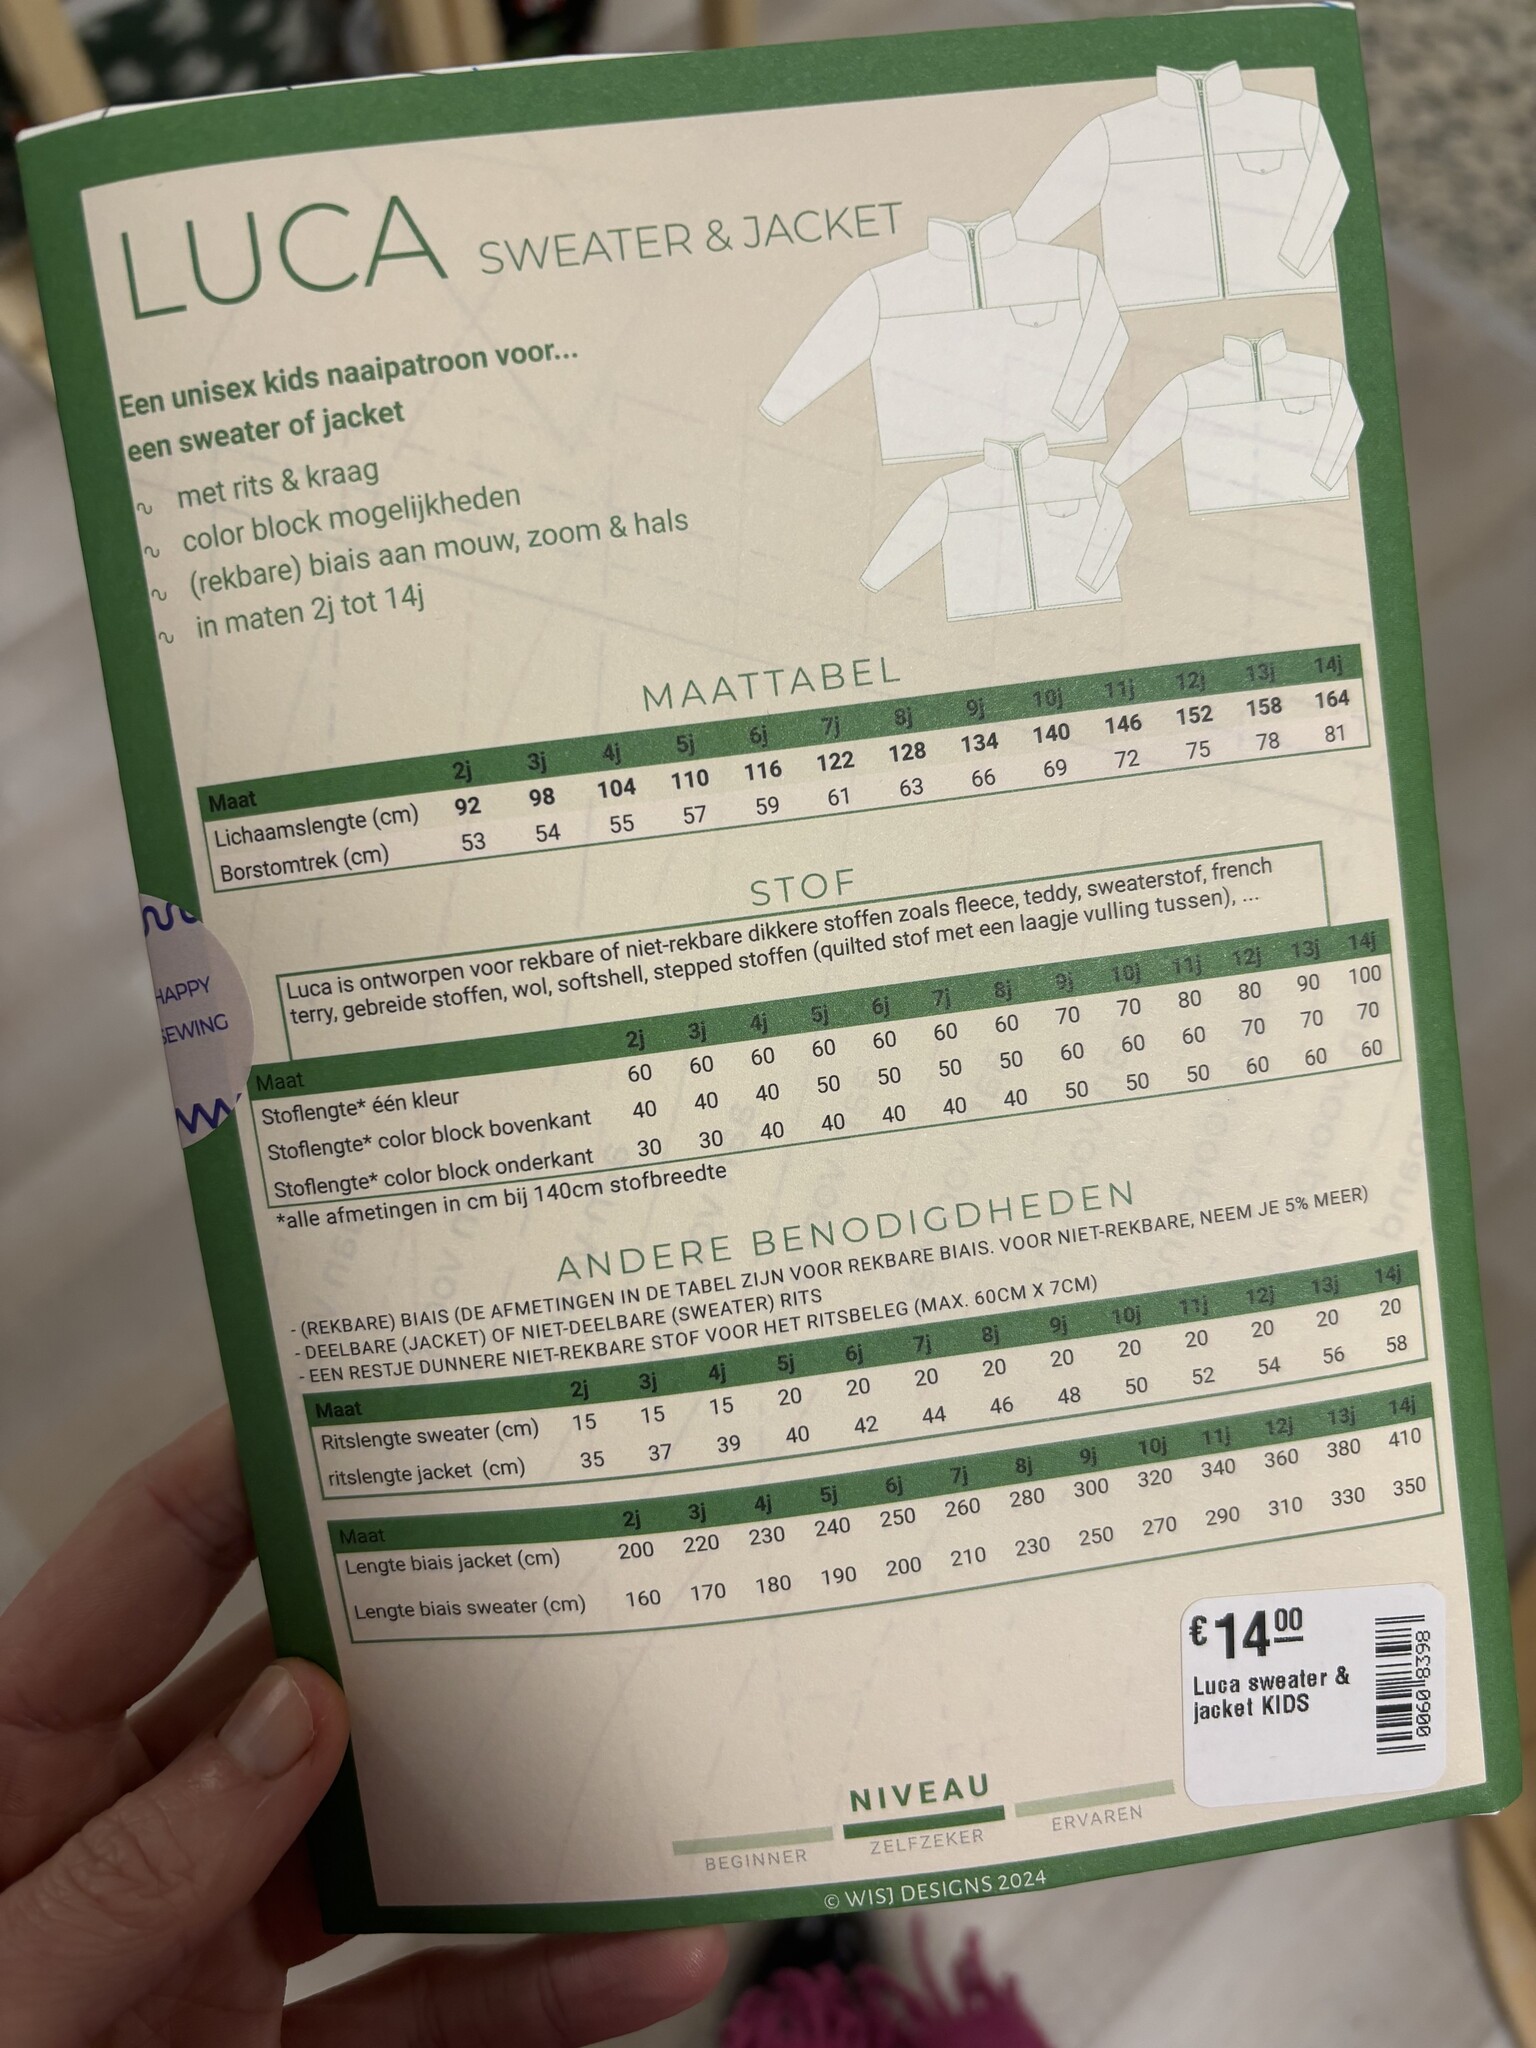 LUCA SWEATER & JACKET
Een unisex kids naaipatroon voor...
een sweater of jacket
~ met rits & kraag
~ color block mogelijkheden
~ (rekbare) biais aan mouw, zoom & hals
~ in maten 2j tot 14j
MAATTABEL
Maat 2j 3j 4j 5j 6j 7j 8j 9j 10j 11j 12j 13j 14j
Lichaamslengte (cm) 92 98 104 110 116 122 128 134 140 146 152 158 164
Borstomtrek (cm) 53 54 55 57 59 61 63 66 69 72 75 78 81
STOF
Luca is ontworpen voor rekbare of niet-rekbare dikkere stoffen zoals fleece, teddy, sweaterstof, french
terry, gebreide stoffen, wol, softshell, stepped stoffen (quilted stof met een laagje vulling tussen), ...
HAPPY
SEWING
Maat 2j 3j 4j 5j 6j 7j 8j 9j 10j 11j 12j 13j 14j
Stoflengte* één kleur 60 60 60 60 60 60 60 70 70 80 80 90 100
Stoflengte* color block bovenkant 40 40 40 50 50 50 50 60 60 60 70 70 70
Stoflengte* color block onderkant 30 30 40 40 40 40 40 50 50 50 60 60 60
*alle afmetingen in cm bij 140cm stofbreedte
ANDERE BENODIGDHEDEN
- (REKBARE) BIAIS (DE AFMETINGEN IN DE TABEL ZIJN VOOR REKBARE BIAIS. VOOR NIET-REKBARE, NEEM JE 5% MEER)
- DEELBARE (JACKET) OF NIET-DEELBARE (SWEATER) RITS
- EEN RESTJE DUNNERE NIET-REKBARE STOF VOOR HET RITSBELEG (MAX. 60CM X 7CM)
Maat 2j 3j 4j 5j 6j 7j 8j 9j 10j 11j 12j 13j 14j
Ritslengte sweater (cm) 15 15 15 20 20 20 20 20 20 20 20 20 20
ritslengte jacket (cm) 35 37 39 40 42 44 46 48 50 52 54 56 58
Maat 2j 3j 4j 5j 6j 7j 8j 9j 10j 11j 12j 13j 14j
Lengte biais jacket (cm) 200 220 230 240 250 260 280 300 320 340 360 380 410
Lengte biais sweater (cm) 160 170 180 190 200 210 230 250 270 290 310 330 350
€ 1400
Luca sweater &
jacket KIDS
00608398
NIVEAU
BEGINNER ZELFZEKER ERVAREN
© WISJ DESIGNS 2024